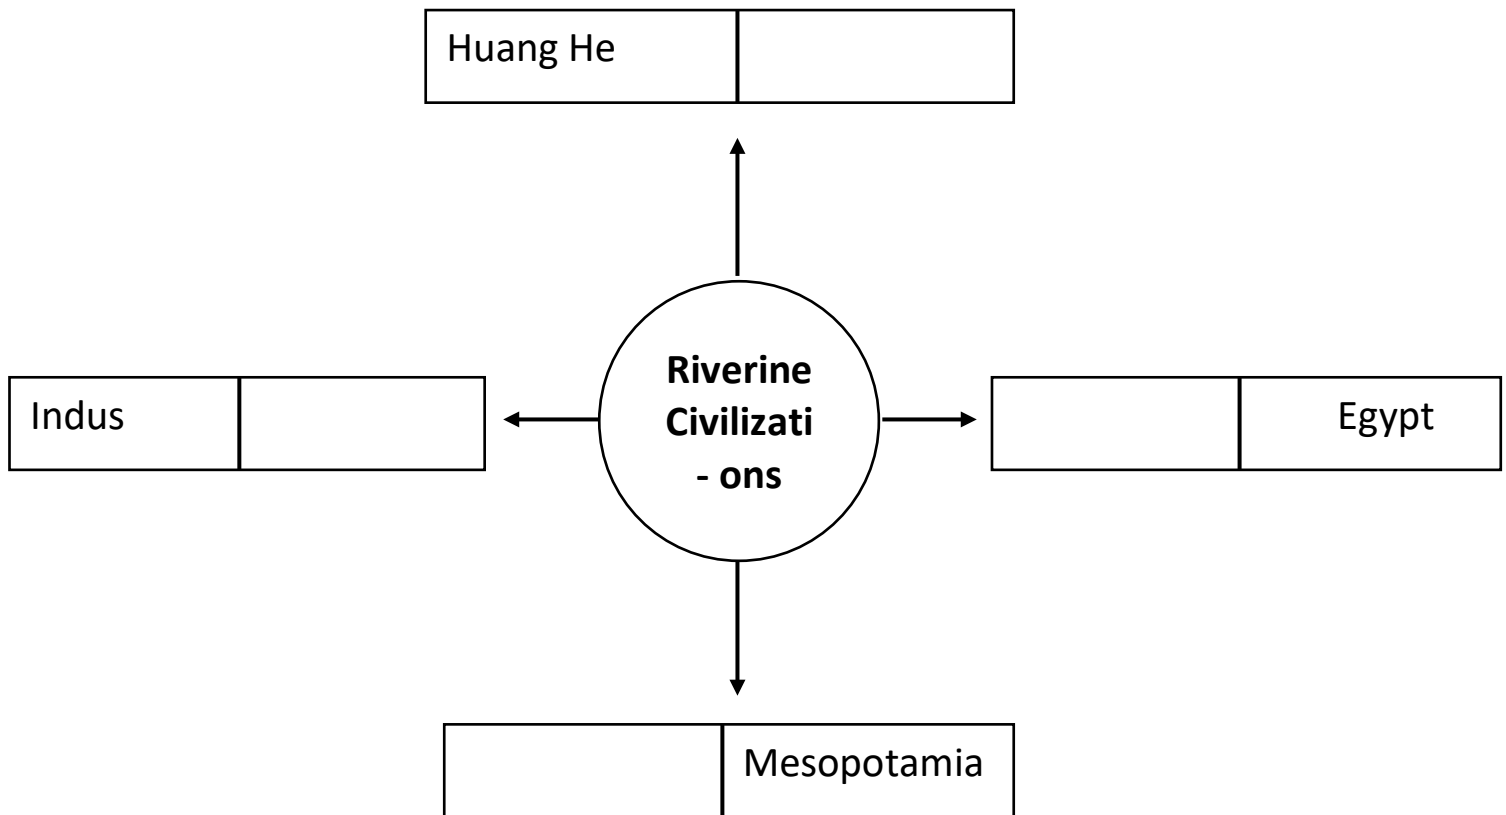 Huang He
Indus
Riverine
Civilizati
- ons
Egypt
Mesopotamia